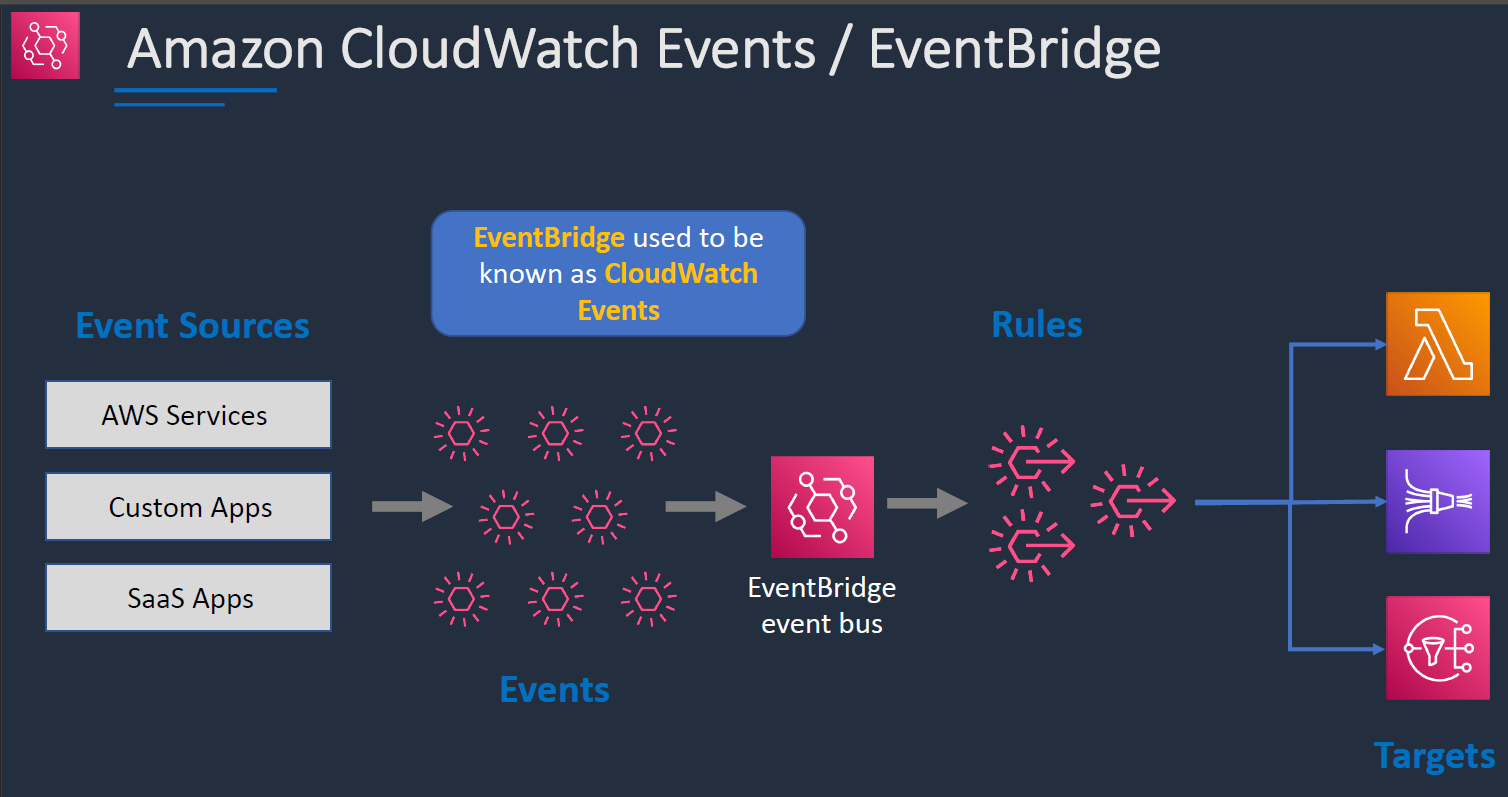 Amazon CloudWatch Events / EventBridge
EventBridge used to be
known as CloudWatch
Events
Event Sources
Rules
AWS Services
Custom Apps
SaaS Apps
EventBridge
event bus
Events
Targets